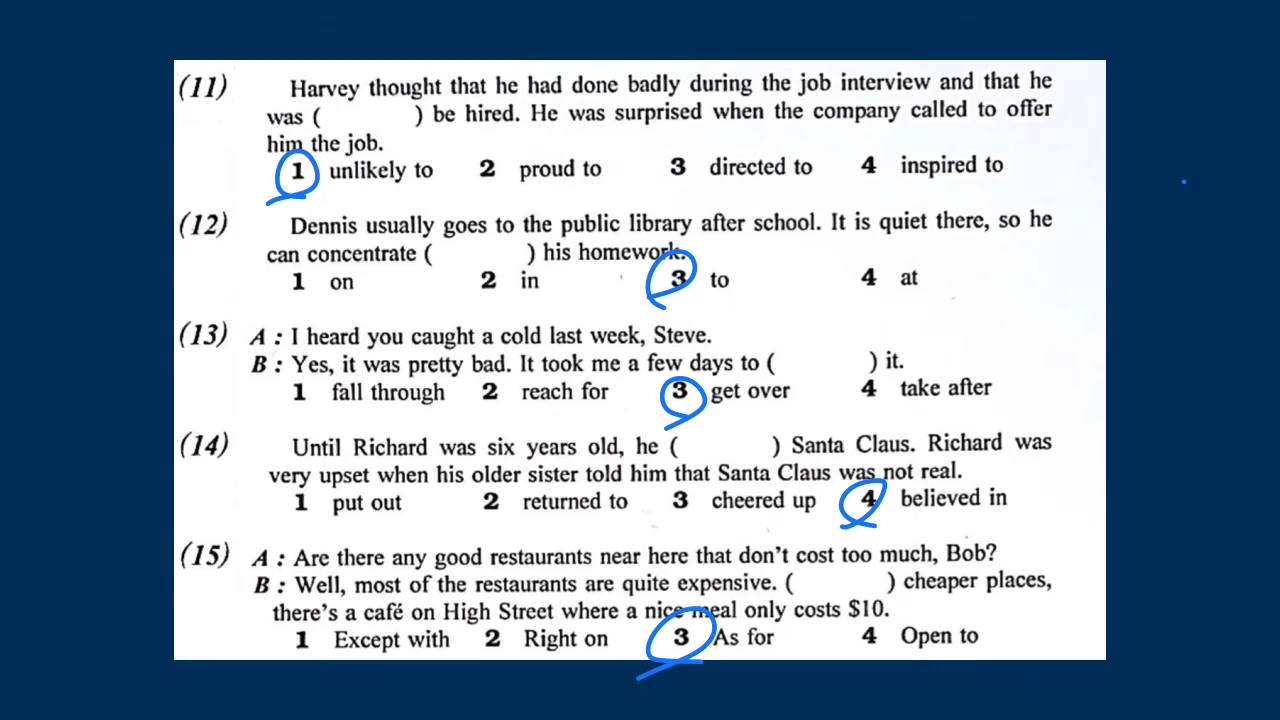 (11) Harvey thought that he had done badly during the job interview and that he
was ( ) be hired. He was surprised when the company called to offer
him the job.
1 unlikely to 2 proud to 3 directed to 4 inspired to
(12) Dennis usually goes to the public library after school. It is quiet there, so he
can concentrate ( ) his homework.
1 on 2 in 3 to 4 at
(13) A : I heard you caught a cold last week, Steve.
B : Yes, it was pretty bad. It took me a few days to ( ) it.
1 fall through 2 reach for 3 get over 4 take after
(14) Until Richard was six years old, he ( ) Santa Claus. Richard was
very upset when his older sister told him that Santa Claus was not real.
1 put out 2 returned to 3 cheered up 4 believed in
(15) A : Are there any good restaurants near here that don't cost too much, Bob?
B : Well, most of the restaurants are quite expensive. ( ) cheaper places,
there's a café on High Street where a nice meal only costs $10.
1 Except with 2 Right on 3 As for 4 Open to